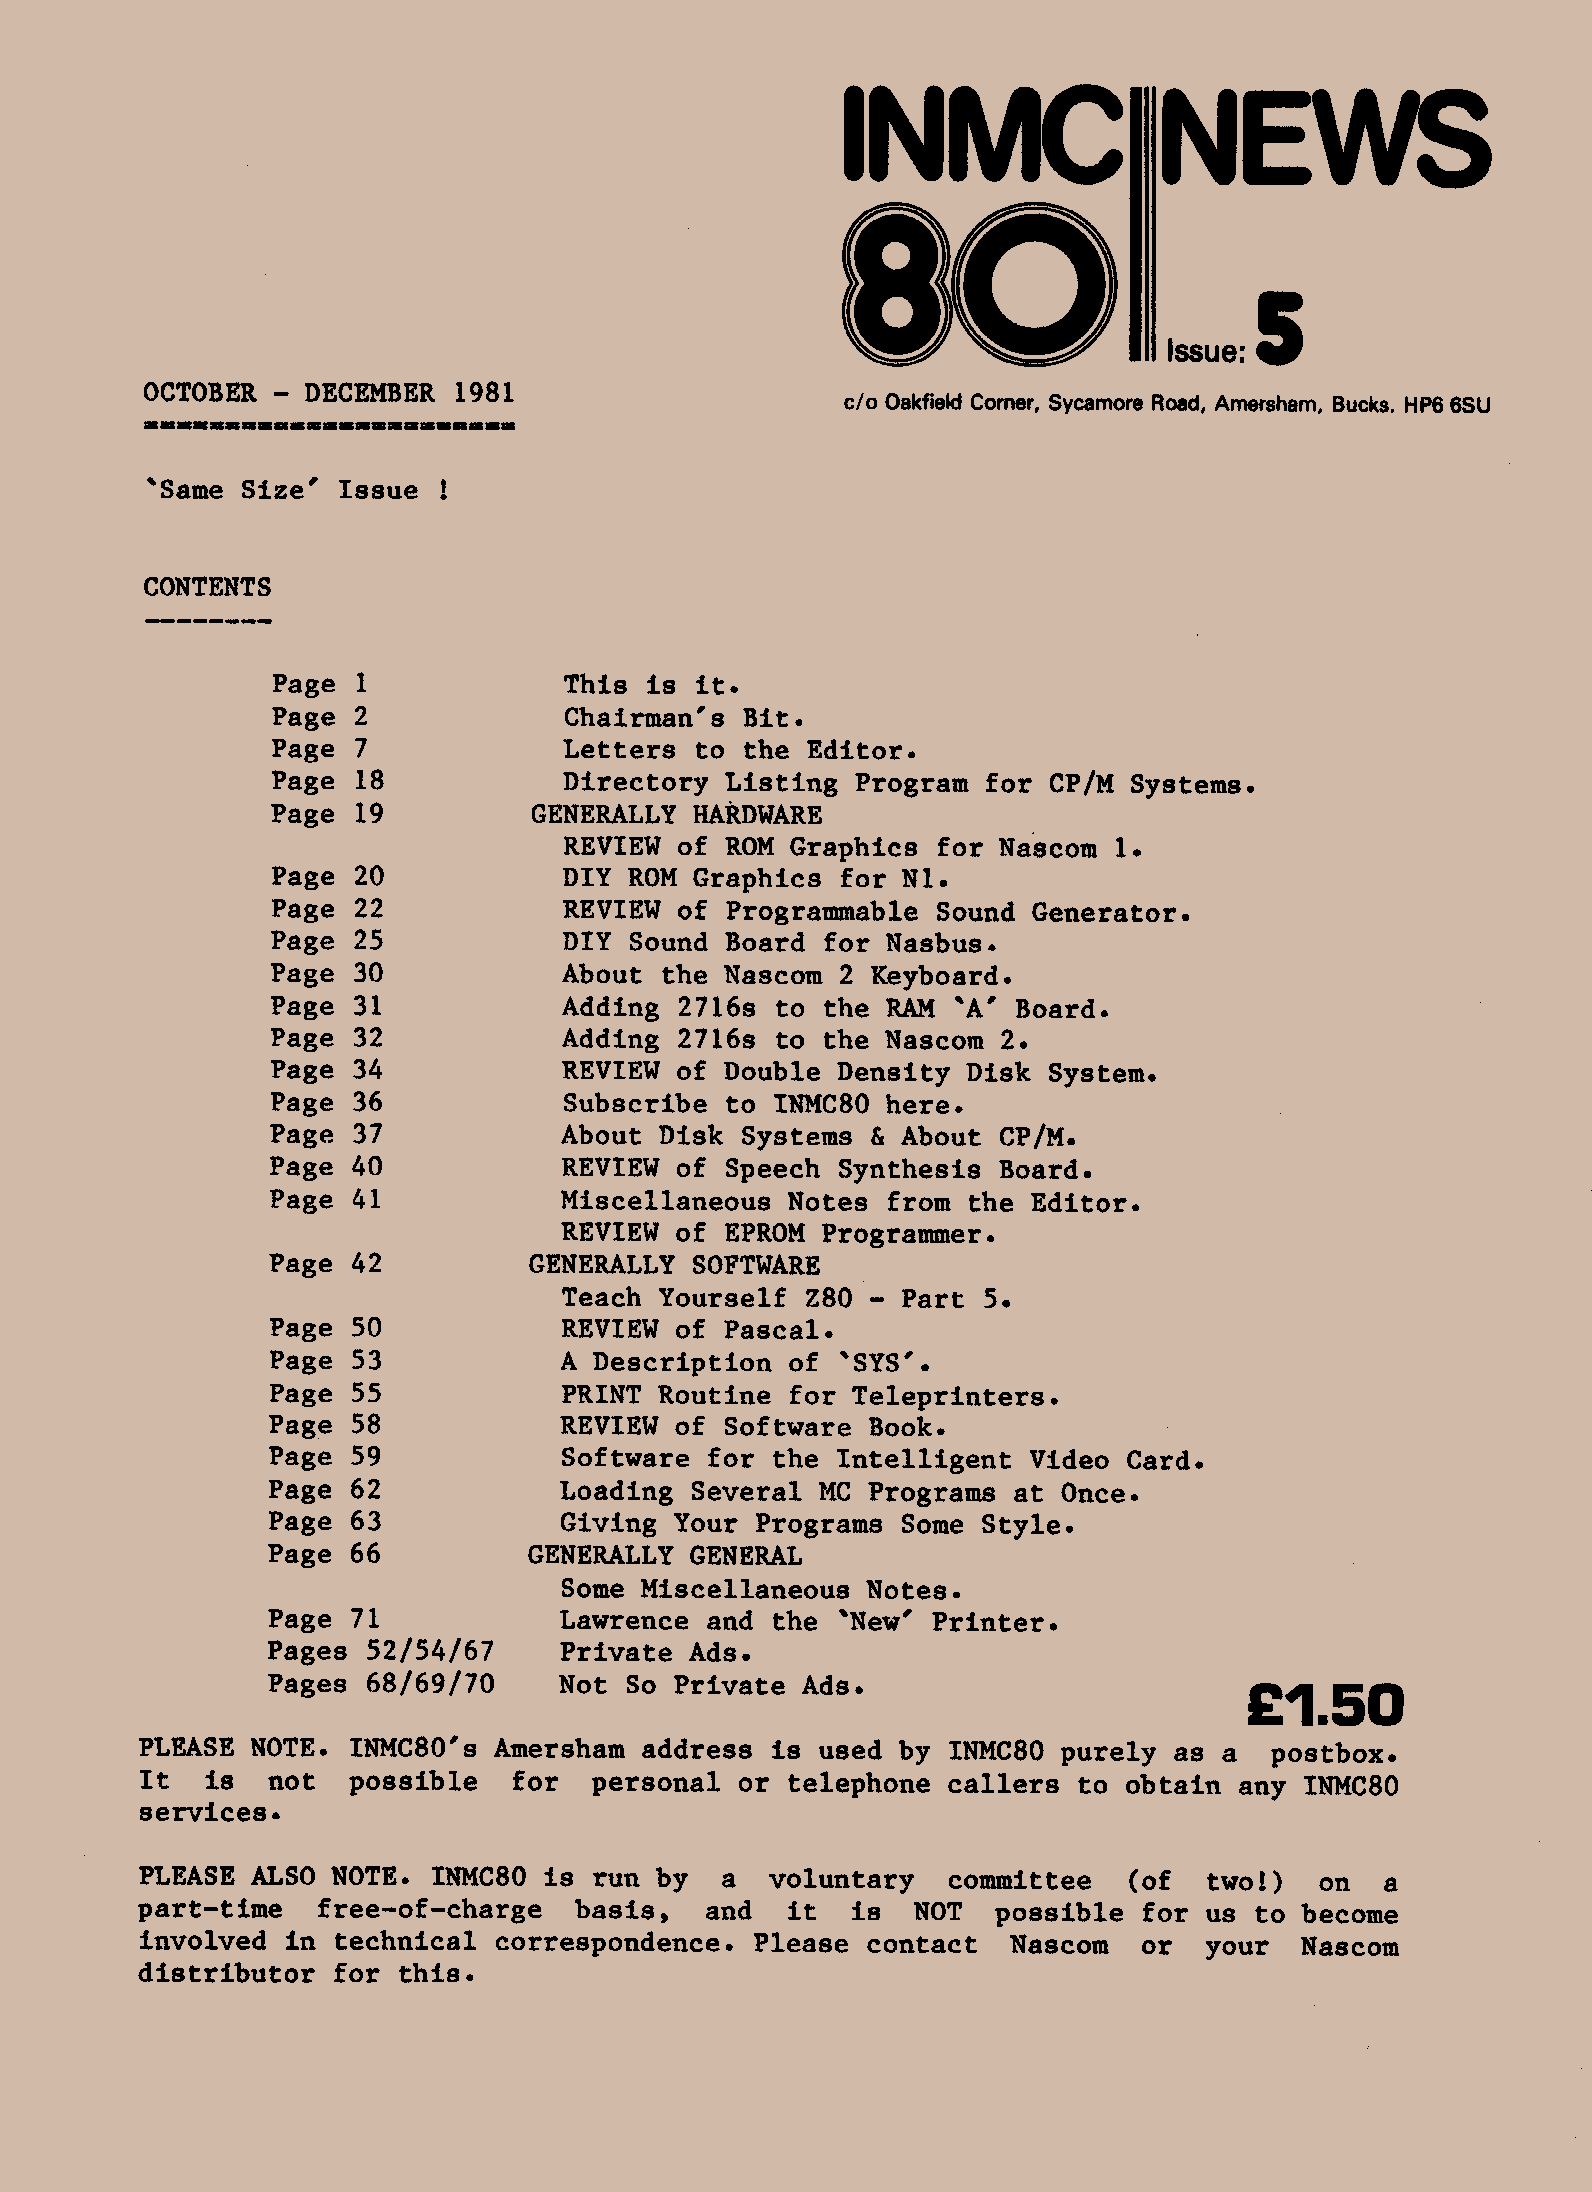 INMC NEWS
80 Issue: 5
c/o Oakfield Corner, Sycamore Road, Amersham, Bucks. HP6 6SU
OCTOBER - DECEMBER 1981
`Same Size´ Issue !
CONTENTS
Page 1 This is it.
Page 2 Chairman´s Bit.
Page 7 Letters to the Editor.
Page 18 Directory Listing Program for CP/M Systems.
Page 19 GENERALLY HARDWARE
REVIEW of ROM Graphics for Nascom 1.
Page 20 DIY ROM Graphics for N1.
Page 22 REVIEW of Programmable Sound Generator.
Page 25 DIY Sound Board for Nasbus.
Page 30 About the Nascom 2 Keyboard.
Page 31 Adding 2716s to the RAM `A´ Board.
Page 32 Adding 2716s to the Nascom 2.
Page 34 REVIEW of Double Density Disk System.
Page 36 Subscribe to INMC80 here.
Page 37 About Disk Systems & About CP/M.
Page 40 REVIEW of Speech Synthesis Board.
Page 41 Miscellaneous Notes from the Editor.
REVIEW of EPROM Programmer.
Page 42 GENERALLY SOFTWARE
Teach Yourself Z80 - Part 5.
Page 50 REVIEW of Pascal.
Page 53 A Description of `SYS´.
Page 55 PRINT Routine for Teleprinters.
Page 58 REVIEW of Software Book.
Page 59 Software for the Intelligent Video Card.
Page 62 Loading Several MC Programs at Once.
Page 63 Giving Your Programs Some Style.
Page 66 GENERALLY GENERAL
Some Miscellaneous Notes.
Page 71 Lawrence and the `New´ Printer.
Pages 52/54/67 Private Ads.
Pages 68/69/70 Not So Private Ads.
£1.50
PLEASE NOTE. INMC80´s Amersham address is used by INMC80 purely as a postbox.
It is not possible for personal or telephone callers to obtain any INMC80
services.
PLEASE ALSO NOTE. INMC80 is run by a voluntary committee (of two!) on a
part-time free-of-charge basis, and it is NOT possible for us to become
involved in technical correspondence. Please contact Nascom or your Nascom
distributor for this.